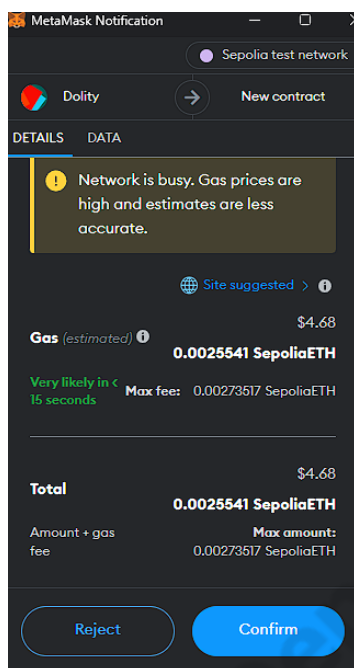 MetaMask Notification
Sepolia test network
Dolity
New contract
DETAILS
DATA
Network is busy. Gas prices are
high and estimates are less
accurate.
Site suggested >
$4.68
Gas (estimated)
0.0025541 SepoliaETH
Very likely in <
15 seconds
Max fee: 0.00273517 SepoliaETH
$4.68
Total
0.0025541 SepoliaETH
Amount + gas
fee
Max amount:
0.00273517 SepoliaETH
Reject
Confirm